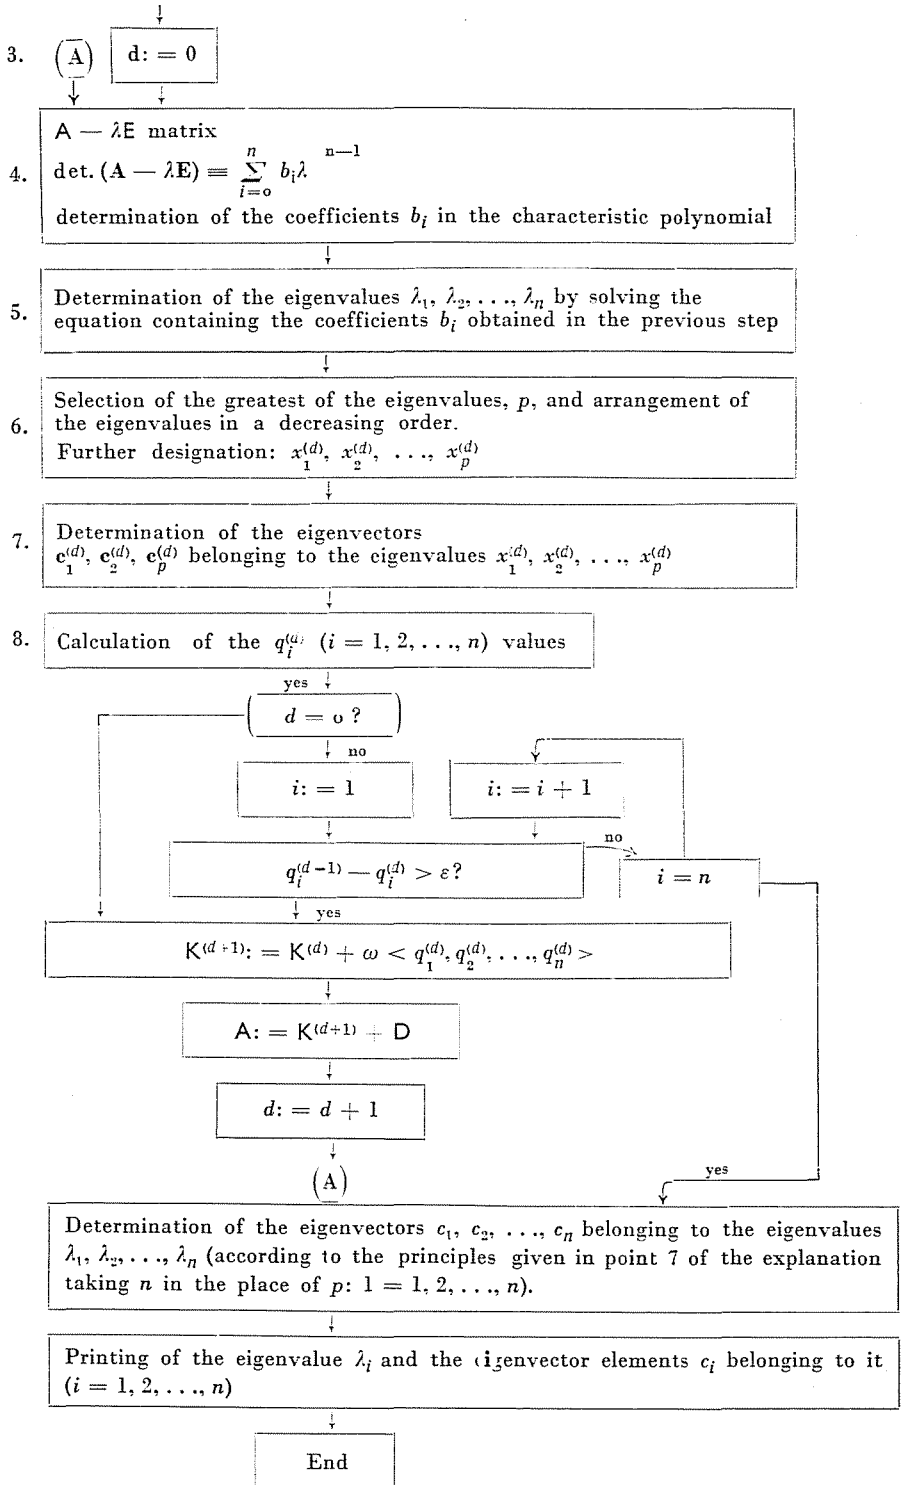 3. (A) d: = 0
4. A — λE matrix
det. (A — λE) ≡ ∑ᵢ₌ₒⁿ bᵢλ ⁿ⁻¹
determination of the coefficients bᵢ in the characteristic polynomial
5. Determination of the eigenvalues λ₁, λ₂, . . ., λₙ by solving the
equation containing the coefficients bᵢ obtained in the previous step
6. Selection of the greatest of the eigenvalues, p, and arrangement of
the eigenvalues in a decreasing order.
Further designation: x₁⁽ᵈ⁾, x₂⁽ᵈ⁾, . . ., xₚ⁽ᵈ⁾
7. Determination of the eigenvectors
c₁⁽ᵈ⁾, c₂⁽ᵈ⁾, cₚ⁽ᵈ⁾ belonging to the eigenvalues x₁⁽ᵈ⁾, x₂⁽ᵈ⁾, . . ., xₚ⁽ᵈ⁾
8. Calculation of the qᵢ⁽ᵈ⁾ (i = 1, 2, . . ., n) values
yes
d = o ?
no
i: = 1
i: = i + 1
no
qᵢ⁽ᵈ⁻¹⁾ — qᵢ⁽ᵈ⁾ > ε?
i = n
yes
K⁽ᵈ⁺¹⁾: = K⁽ᵈ⁾ + ω < q₁⁽ᵈ⁾, q₂⁽ᵈ⁾, . . ., qₙ⁽ᵈ⁾ >
A: = K⁽ᵈ⁺¹⁾ + D
d: = d + 1
yes
(A)
Determination of the eigenvectors c₁, c₂, . . ., cₙ belonging to the eigenvalues
λ₁, λ₂, . . ., λₙ (according to the principles given in point 7 of the explanation
taking n in the place of p: 1 = 1, 2, . . ., n).
Printing of the eigenvalue λᵢ and the eigenvector elements cᵢ belonging to it
(i = 1, 2, . . ., n)
End